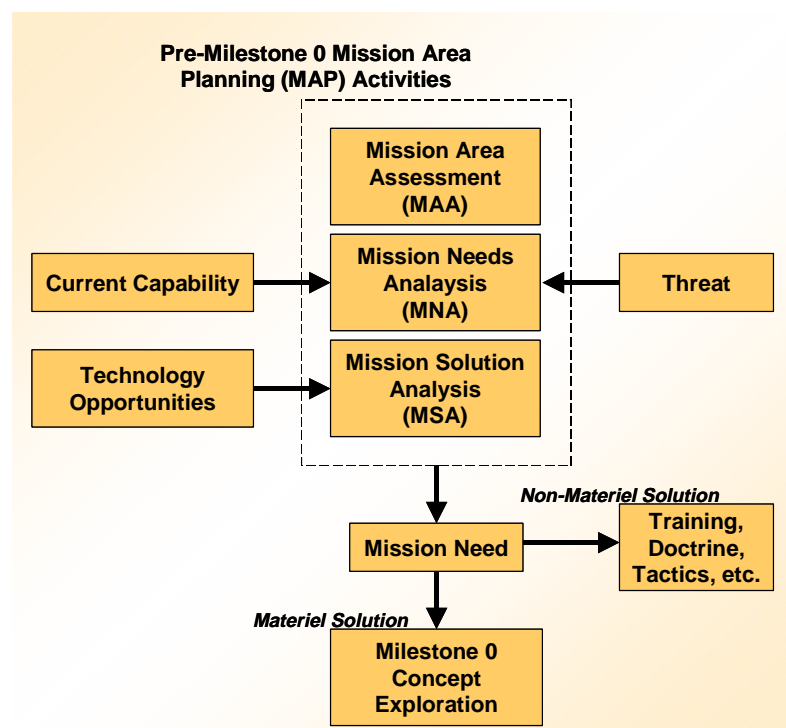 Pre-Milestone 0 Mission Area
Planning (MAP) Activities
Mission Area
Assessment
(MAA)
Current Capability
Mission Needs
Analaysis
(MNA)
Threat
Technology
Opportunities
Mission Solution
Analysis
(MSA)
Non-Materiel Solution
Mission Need
Training,
Doctrine,
Tactics, etc.
Materiel Solution
Milestone 0
Concept
Exploration